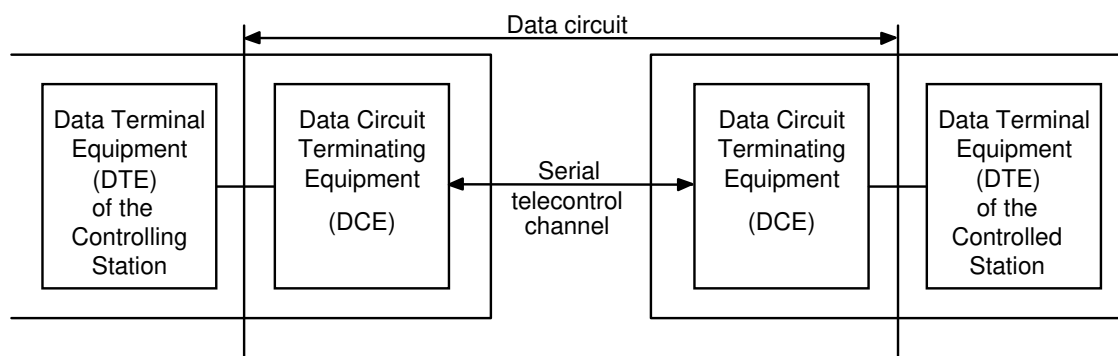 Data circuit
Data Terminal
Equipment
(DTE)
of the
Controlling
Station
Data Circuit
Terminating
Equipment
(DCE)
Serial
telecontrol
channel
Data Circuit
Terminating
Equipment
(DCE)
Data Terminal
Equipment
(DTE)
of the
Controlled
Station